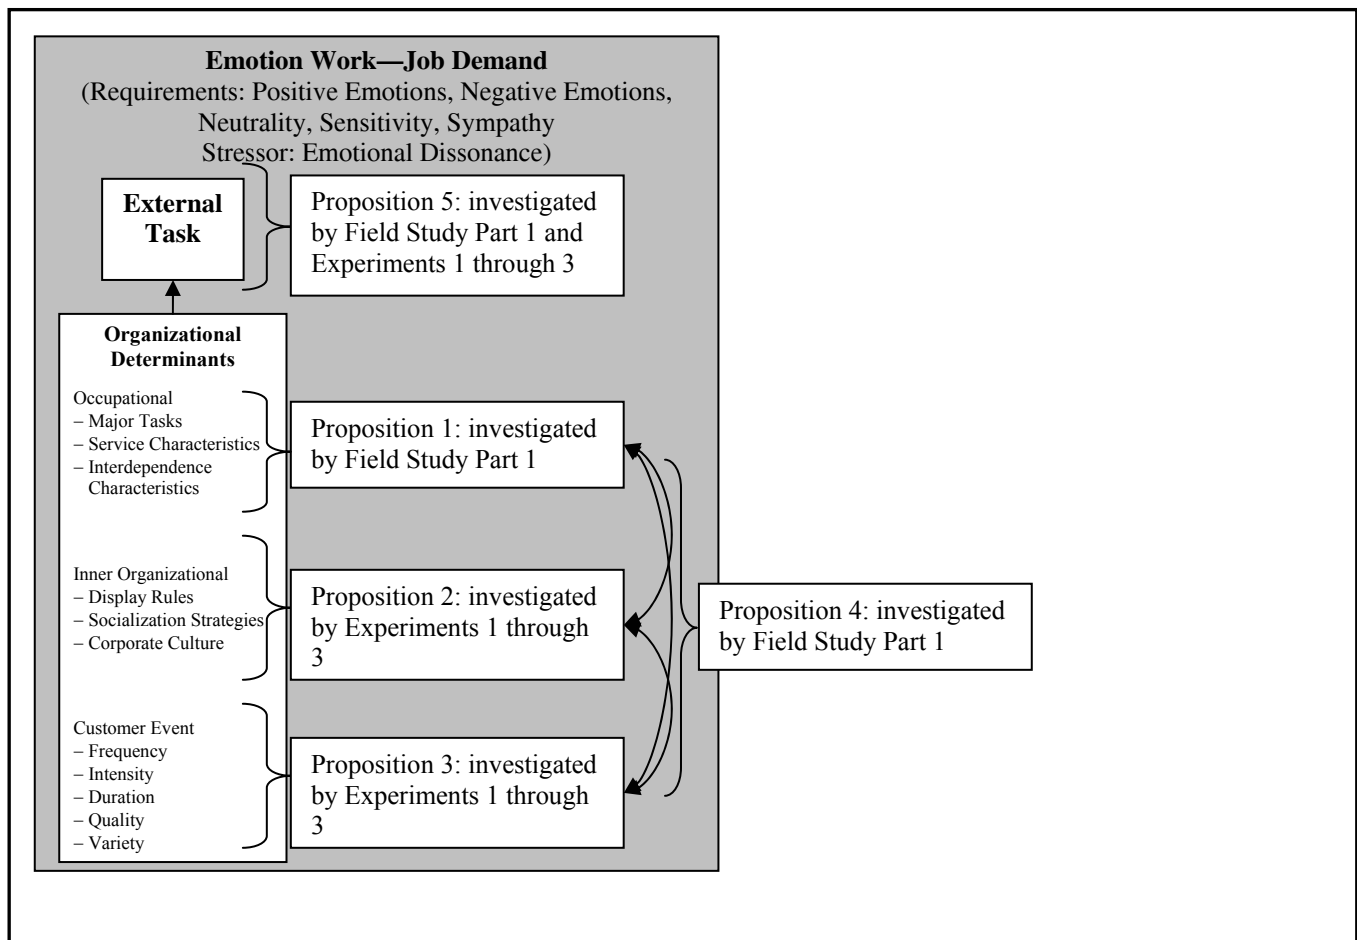 Emotion Work—Job Demand
(Requirements: Positive Emotions, Negative Emotions,
Neutrality, Sensitivity, Sympathy
Stressor: Emotional Dissonance)
External
Task
Proposition 5: investigated
by Field Study Part 1 and
Experiments 1 through 3
Organizational
Determinants
Occupational
– Major Tasks
– Service Characteristics
– Interdependence
Characteristics
Proposition 1: investigated
by Field Study Part 1
Inner Organizational
– Display Rules
– Socialization Strategies
– Corporate Culture
Proposition 2: investigated
by Experiments 1 through
3
Proposition 4: investigated
by Field Study Part 1
Customer Event
– Frequency
– Intensity
– Duration
– Quality
– Variety
Proposition 3: investigated
by Experiments 1 through
3